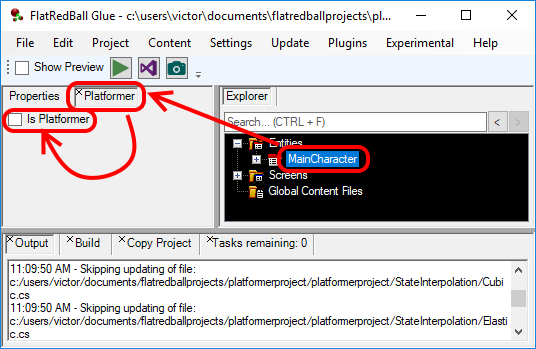 FlatRedBall Glue - c:\users\victor\documents\flatredballprojects\pl...
File Edit Project Content Settings Update Plugins Experimental Help
Show Preview
Properties Platformer
Is Platformer
Explorer
Search... (CTRL + F) < >
Entities
MainCharacter
Screens
Global Content Files
Output Build Copy Project Tasks remaining: 0
11:09:50 AM - Skipping updating of file:
c:/users/victor/documents/flatredballprojects/platformerproject/platformerproject/StateInterpolation/Cubi
c.cs
11:09:50 AM - Skipping updating of file:
c:/users/victor/documents/flatredballprojects/platformerproject/platformerproject/StateInterpolation/Elast
ic.cs